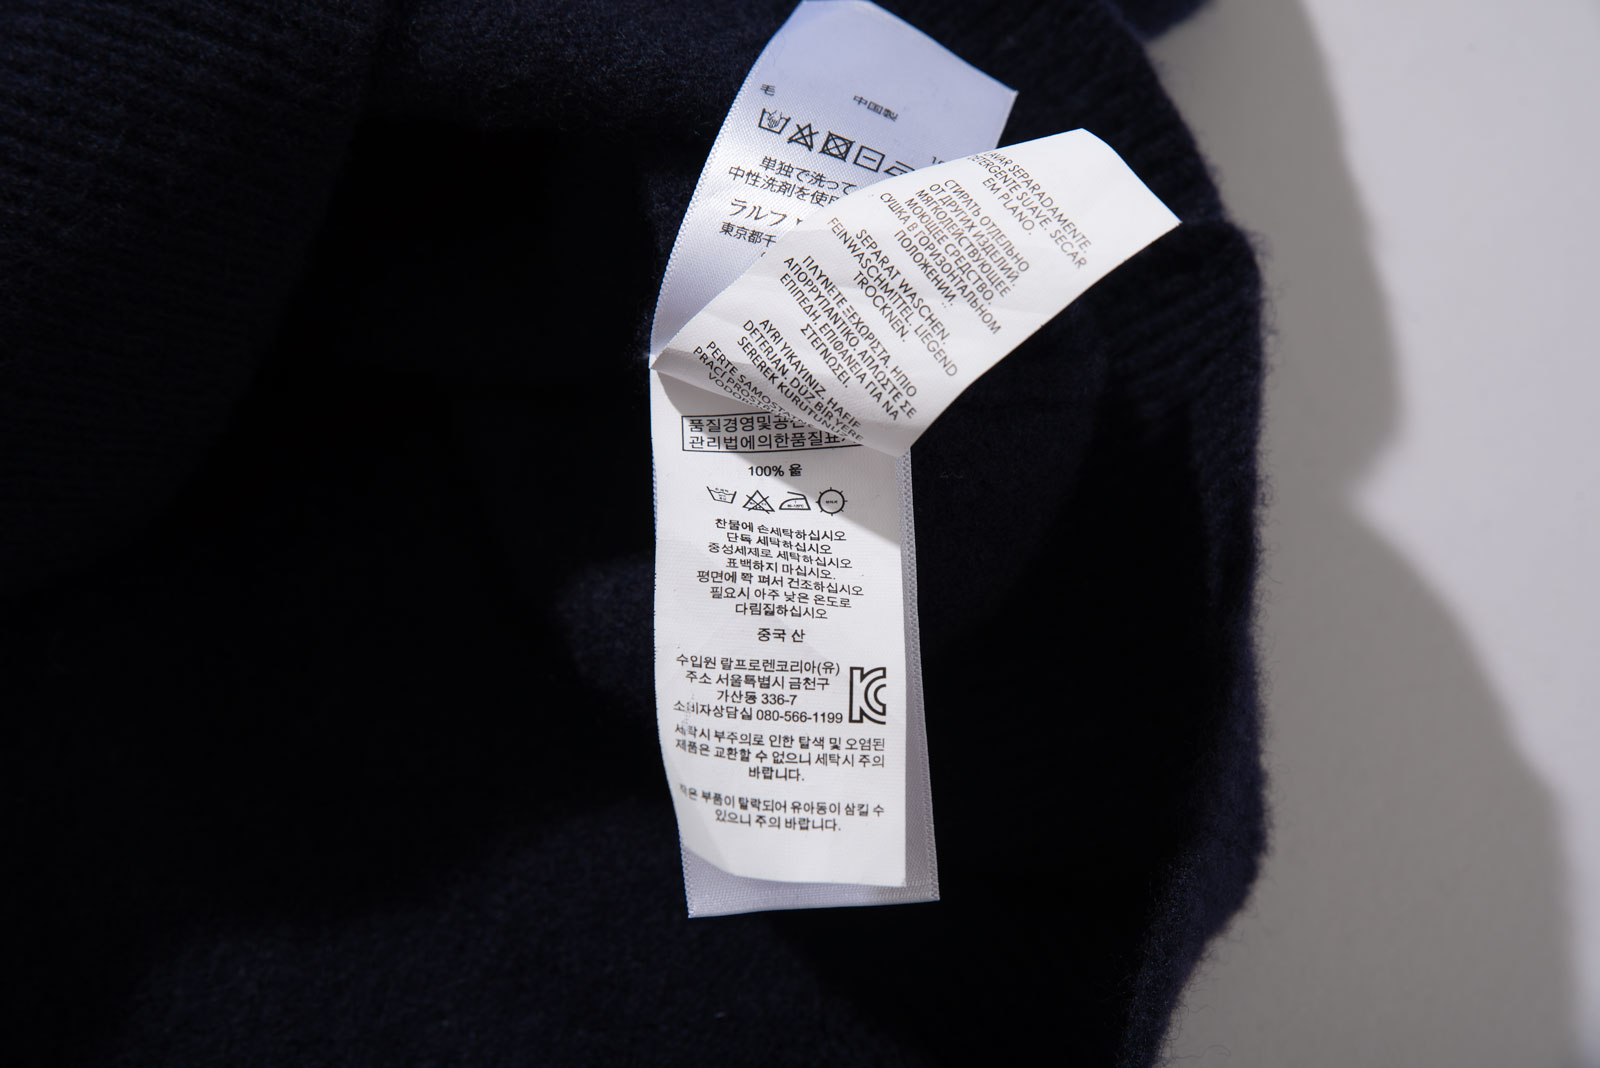 毛
中国製
単独で洗って
中性洗剤を使
ラルフ
東京都千
LAVAR SEPARADAMENTE.
DETERGENTE SUAVE. SECAR
EM PLANO.
СТИРАТЬ ОТДЕЛЬНО
ОТ ДРУГИХ ИЗДЕЛИЙ.
МЯГКОДЕЙСТВУЮЩЕЕ
МОЮЩЕЕ СРЕДСТВО.
СУШКА В ГОРИЗОНТАЛЬНОМ
ПОЛОЖЕНИИ.
SEPARAT WASCHEN.
FEINWASCHMITTEL. LIEGEND
TROCKNEN.
ΠΛΥΝΕΤΕ ΞΕΧΩΡΙΣΤΑ. ΗΠΙΟ
ΑΠΟΡΡΥΠΑΝΤΙΚΟ. ΑΠΛΩΣΤΕ ΣΕ
ΕΠΙΠΕΔΗ. ΕΠΙΦΑΝΕΙΑ ΓΙΑ ΝΑ
ΣΤΕΓΝΩΣΕΙ.
AYRI YIKAYINIZ. HAFIF
DETERJAN. DUZ BIR YERE
SEREREK KURUTUNUZ.
PERTE SAMOSTA
PRACI PROST
VODOR
품질경영및공산
관리법에의한품질표
100% 울
찬물에 손세탁하십시오
단독 세탁하십시오
중성세제로 세탁하십시오
표백하지 마십시오.
평면에 쫙 펴서 건조하십시오
필요시 아주 낮은 온도로
다림질하십시오
중국 산
수입원 랄프로렌코리아(유)
주소 서울특별시 금천구
가산동 336-7
소비자상담실 080-566-1199
세탁시 부주의로 인한 탈색 및 오염된
제품은 교환할 수 없으니 세탁시 주의
바랍니다.
작은 부품이 탈락되어 유아동이 삼킬 수
있으니 주의 바랍니다.